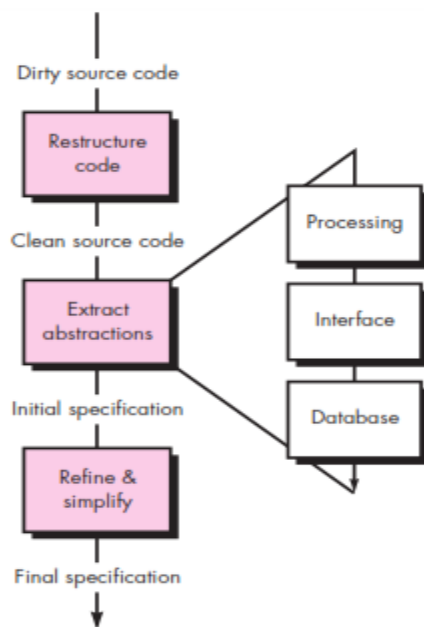 Dirty source code
Restructure
code
Clean source code
Extract
abstractions
Initial specification
Refine &
simplify
Final specification
Processing
Interface
Database